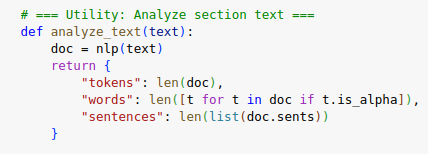 # === Utility: Analyze section text ===
def analyze_text(text):
    doc = nlp(text)
    return {
        "tokens": len(doc),
        "words": len([t for t in doc if t.is_alpha]),
        "sentences": len(list(doc.sents))
    }